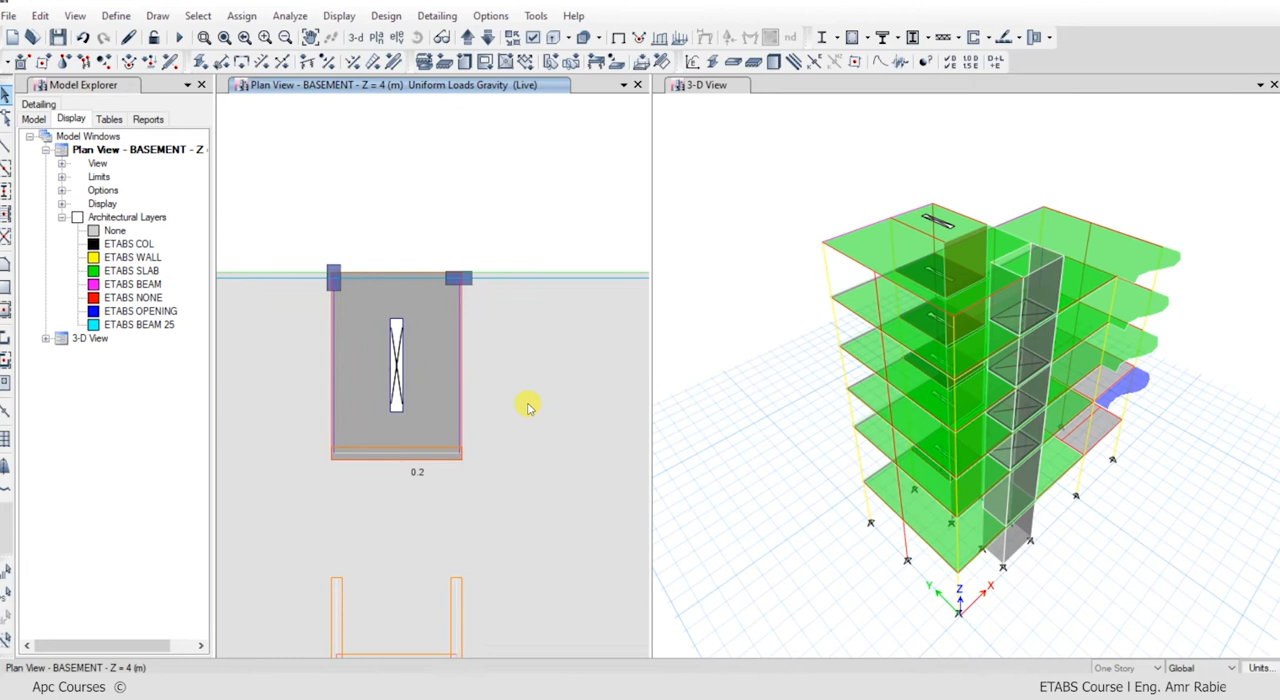 File Edit View Define Draw Select Assign Analyze Display Design Detailing Options Tools Help
3-d nd
Model Explorer
Plan View - BASEMENT - Z = 4 (m) Uniform Loads Gravity (Live)
3-D View
Detailing
Model Display Tables Reports
Model Windows
Plan View - BASEMENT - Z
View
Limits
Options
Display
Architectural Layers
None
ETABS COL
ETABS WALL
ETABS SLAB
ETABS BEAM
ETABS NONE
ETABS OPENING
ETABS BEAM 25
3-D View
0.2
Y Z X
Plan View - BASEMENT - Z = 4 (m)
One Story Global Units...
Apc Courses ©
ETABS Course I Eng. Amr Rabie